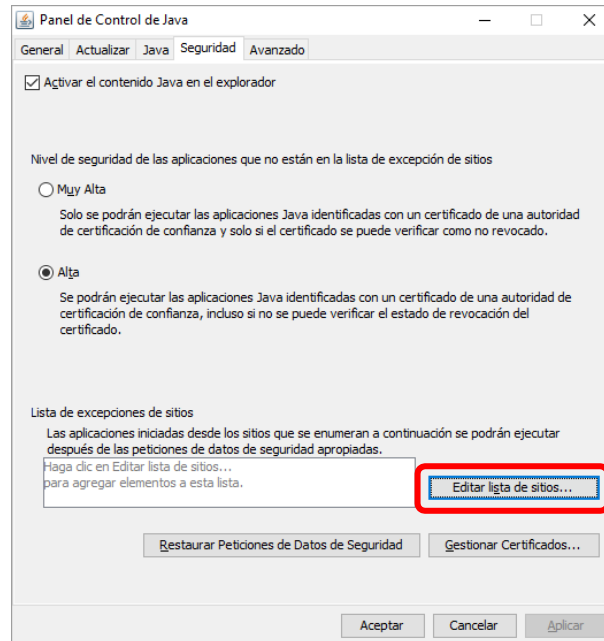 Panel de Control de Java
General Actualizar Java Seguridad Avanzado
Activar el contenido Java en el explorador
Nivel de seguridad de las aplicaciones que no están en la lista de excepción de sitios
Muy Alta
Solo se podrán ejecutar las aplicaciones Java identificadas con un certificado de una autoridad
de certificación de confianza y solo si el certificado se puede verificar como no revocado.
Alta
Se podrán ejecutar las aplicaciones Java identificadas con un certificado de una autoridad de
certificación de confianza, incluso si no se puede verificar el estado de revocación del
certificado.
Lista de excepciones de sitios
Las aplicaciones iniciadas desde los sitios que se enumeran a continuación se podrán ejecutar
después de las peticiones de datos de seguridad apropiadas.
Haga clic en Editar lista de sitios...
para agregar elementos a esta lista.
Editar lista de sitios...
Restaurar Peticiones de Datos de Seguridad Gestionar Certificados...
Aceptar Cancelar Aplicar